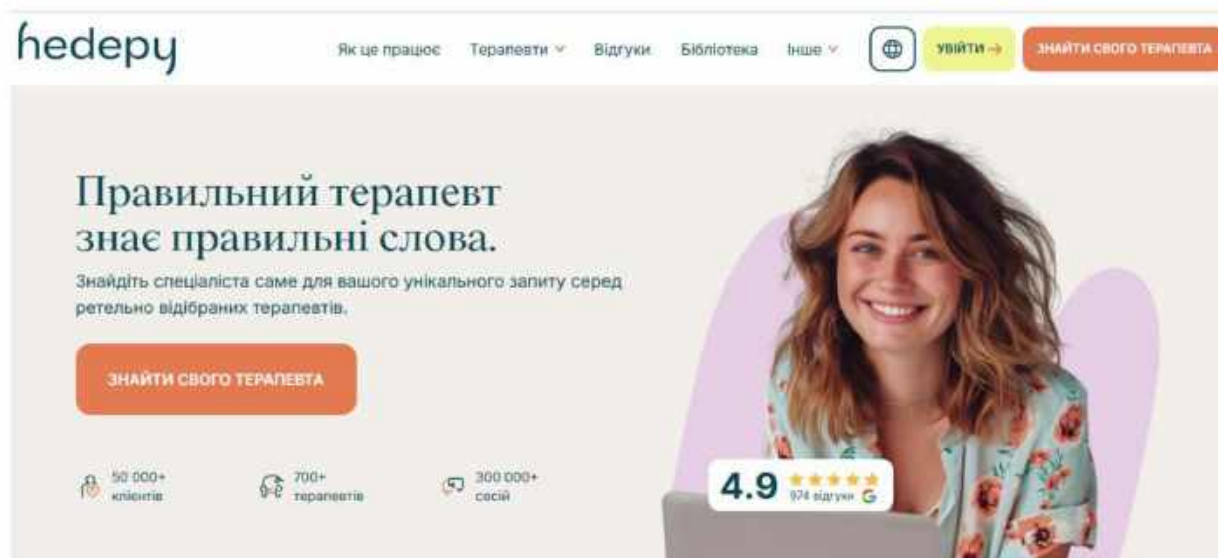 hedepy
Як це працює
Терапевти
Відгуки
Бібліотека
Інше
УВІЙТИ →
ЗНАЙТИ СВОГО ТЕРАПЕВТА
Правильний терапевт
знає правильні слова.
Знайдіть спеціаліста саме для вашого унікального запиту серед
ретельно відібраних терапевтів.
ЗНАЙТИ СВОГО ТЕРАПЕВТА
50 000+
клієнтів
700+
терапевтів
300 000+
сесій
4.9
974 відгуки